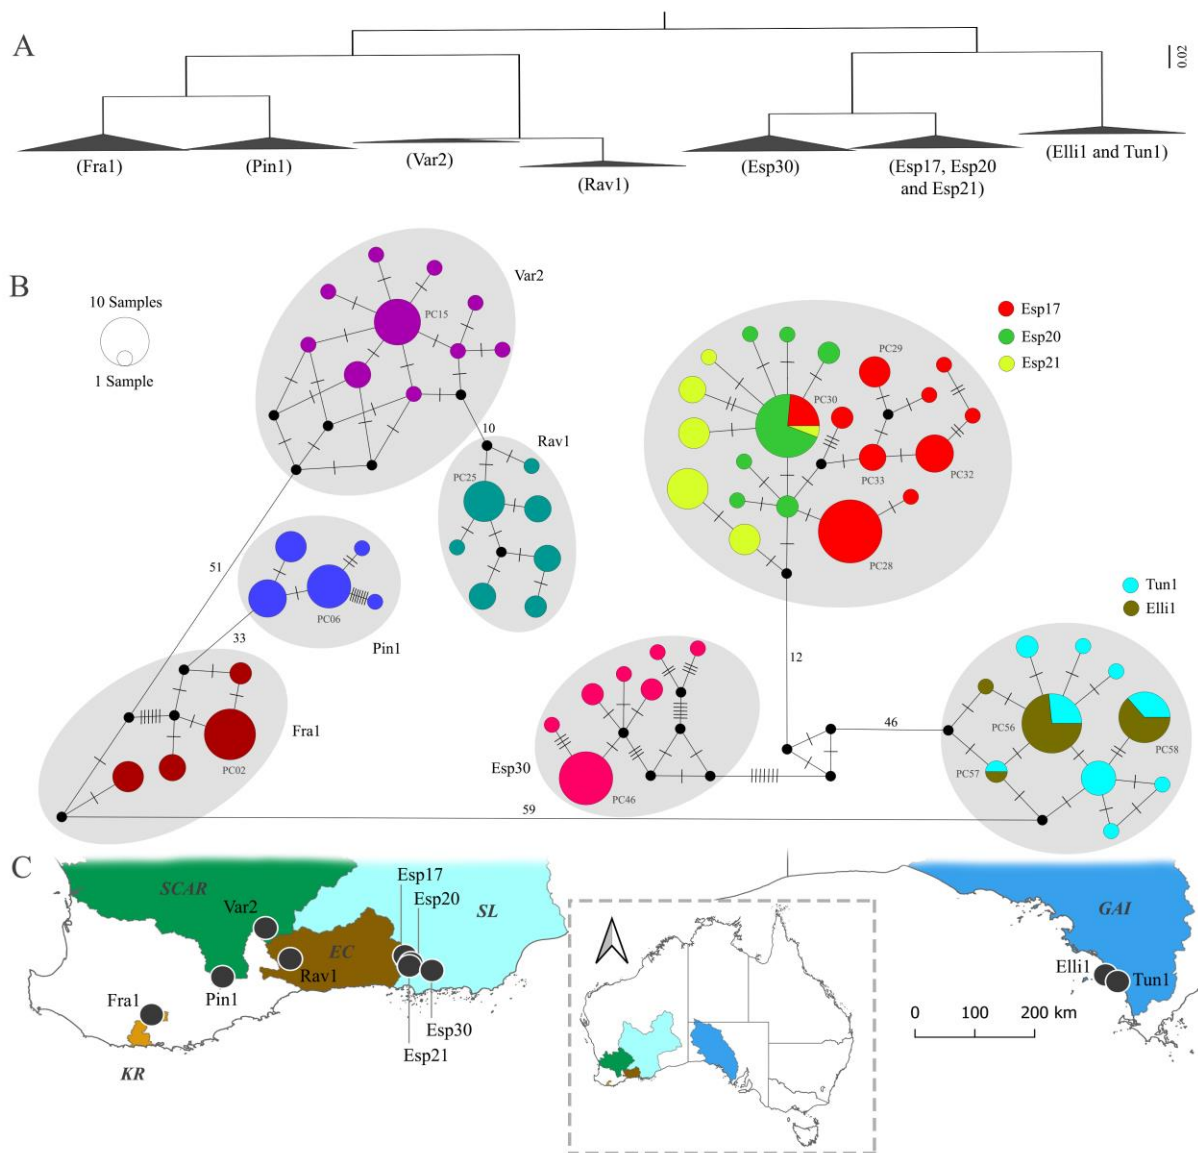 A
0.02
(Fra1)
(Pin1)
(Var2)
(Rav1)
(Esp30)
(Esp17, Esp20
and Esp21)
(Elli1 and Tun1)
B
10 Samples
1 Sample
Var2
PC15
10
Rav1
PC25
51
33
PC06
Pin1
Fra1
PC02
59
Esp17
Esp20
Esp21
PC29
PC30
PC33
PC32
PC28
12
Esp30
PC46
46
Tun1
Elli1
PC56
PC58
PC57
C
SCAR
Var2
Esp17
Esp20
SL
EC
Rav1
Pin1
Fra1
KR
Esp30
Esp21
GAI
Elli1
Tun1
0 100 200 km